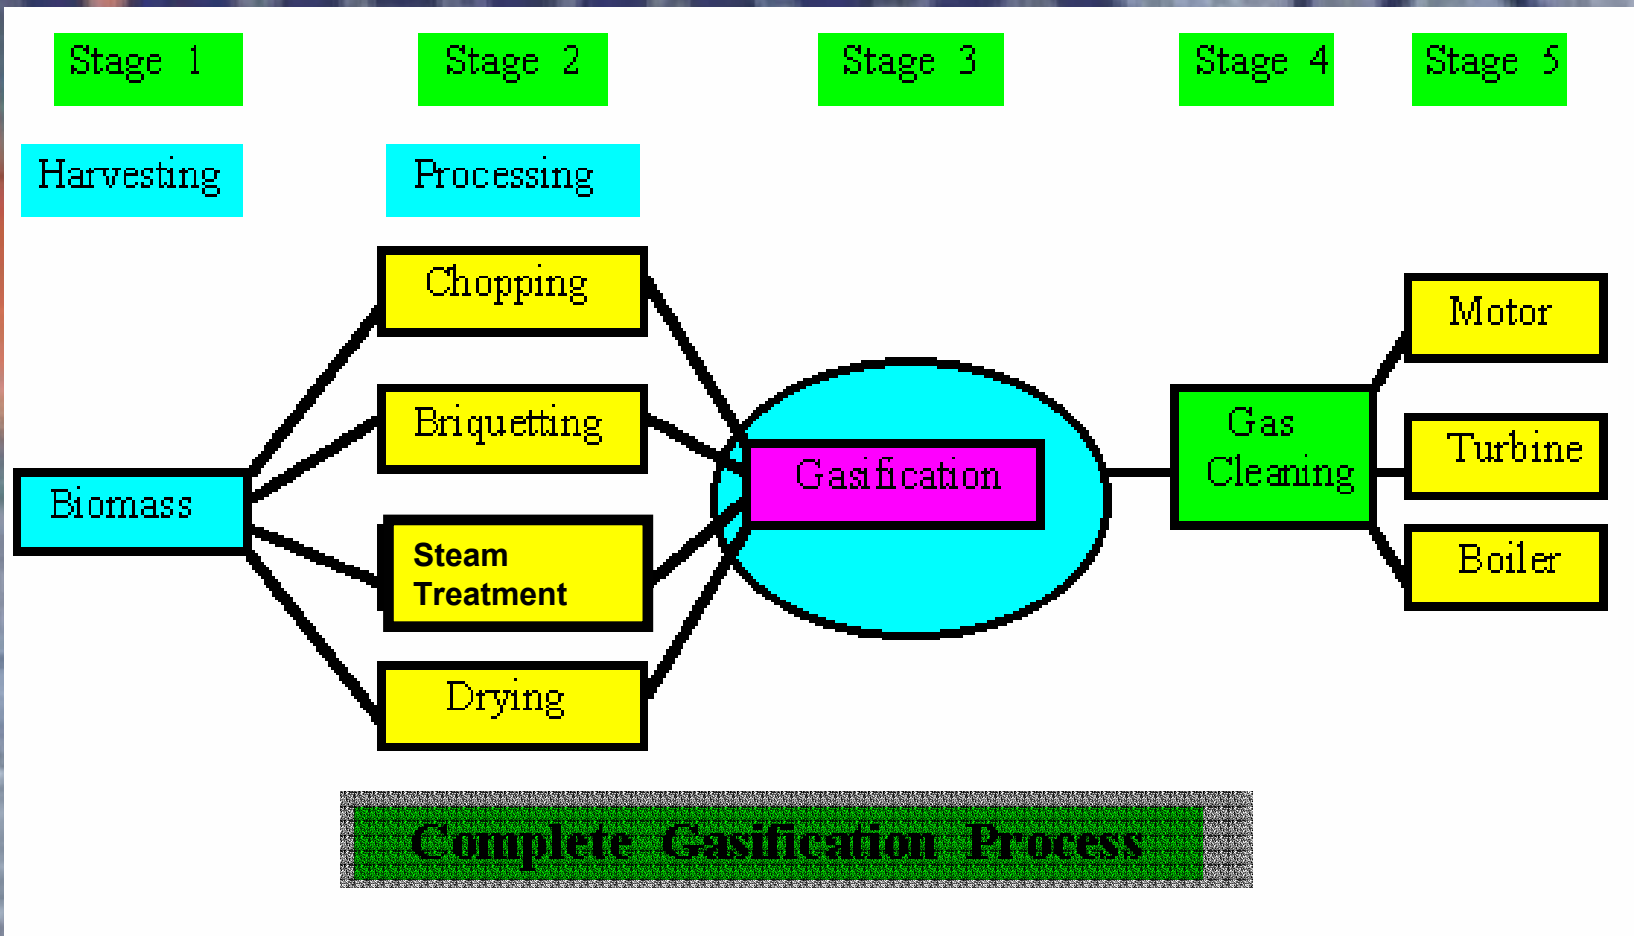 Stage 1
Stage 2
Stage 3
Stage 4
Stage 5
Harvesting
Processing
Chopping
Briquetting
Steam
Treatment
Drying
Biomass
Gasification
Gas
Cleaning
Motor
Turbine
Boiler
Complete Gasification Process